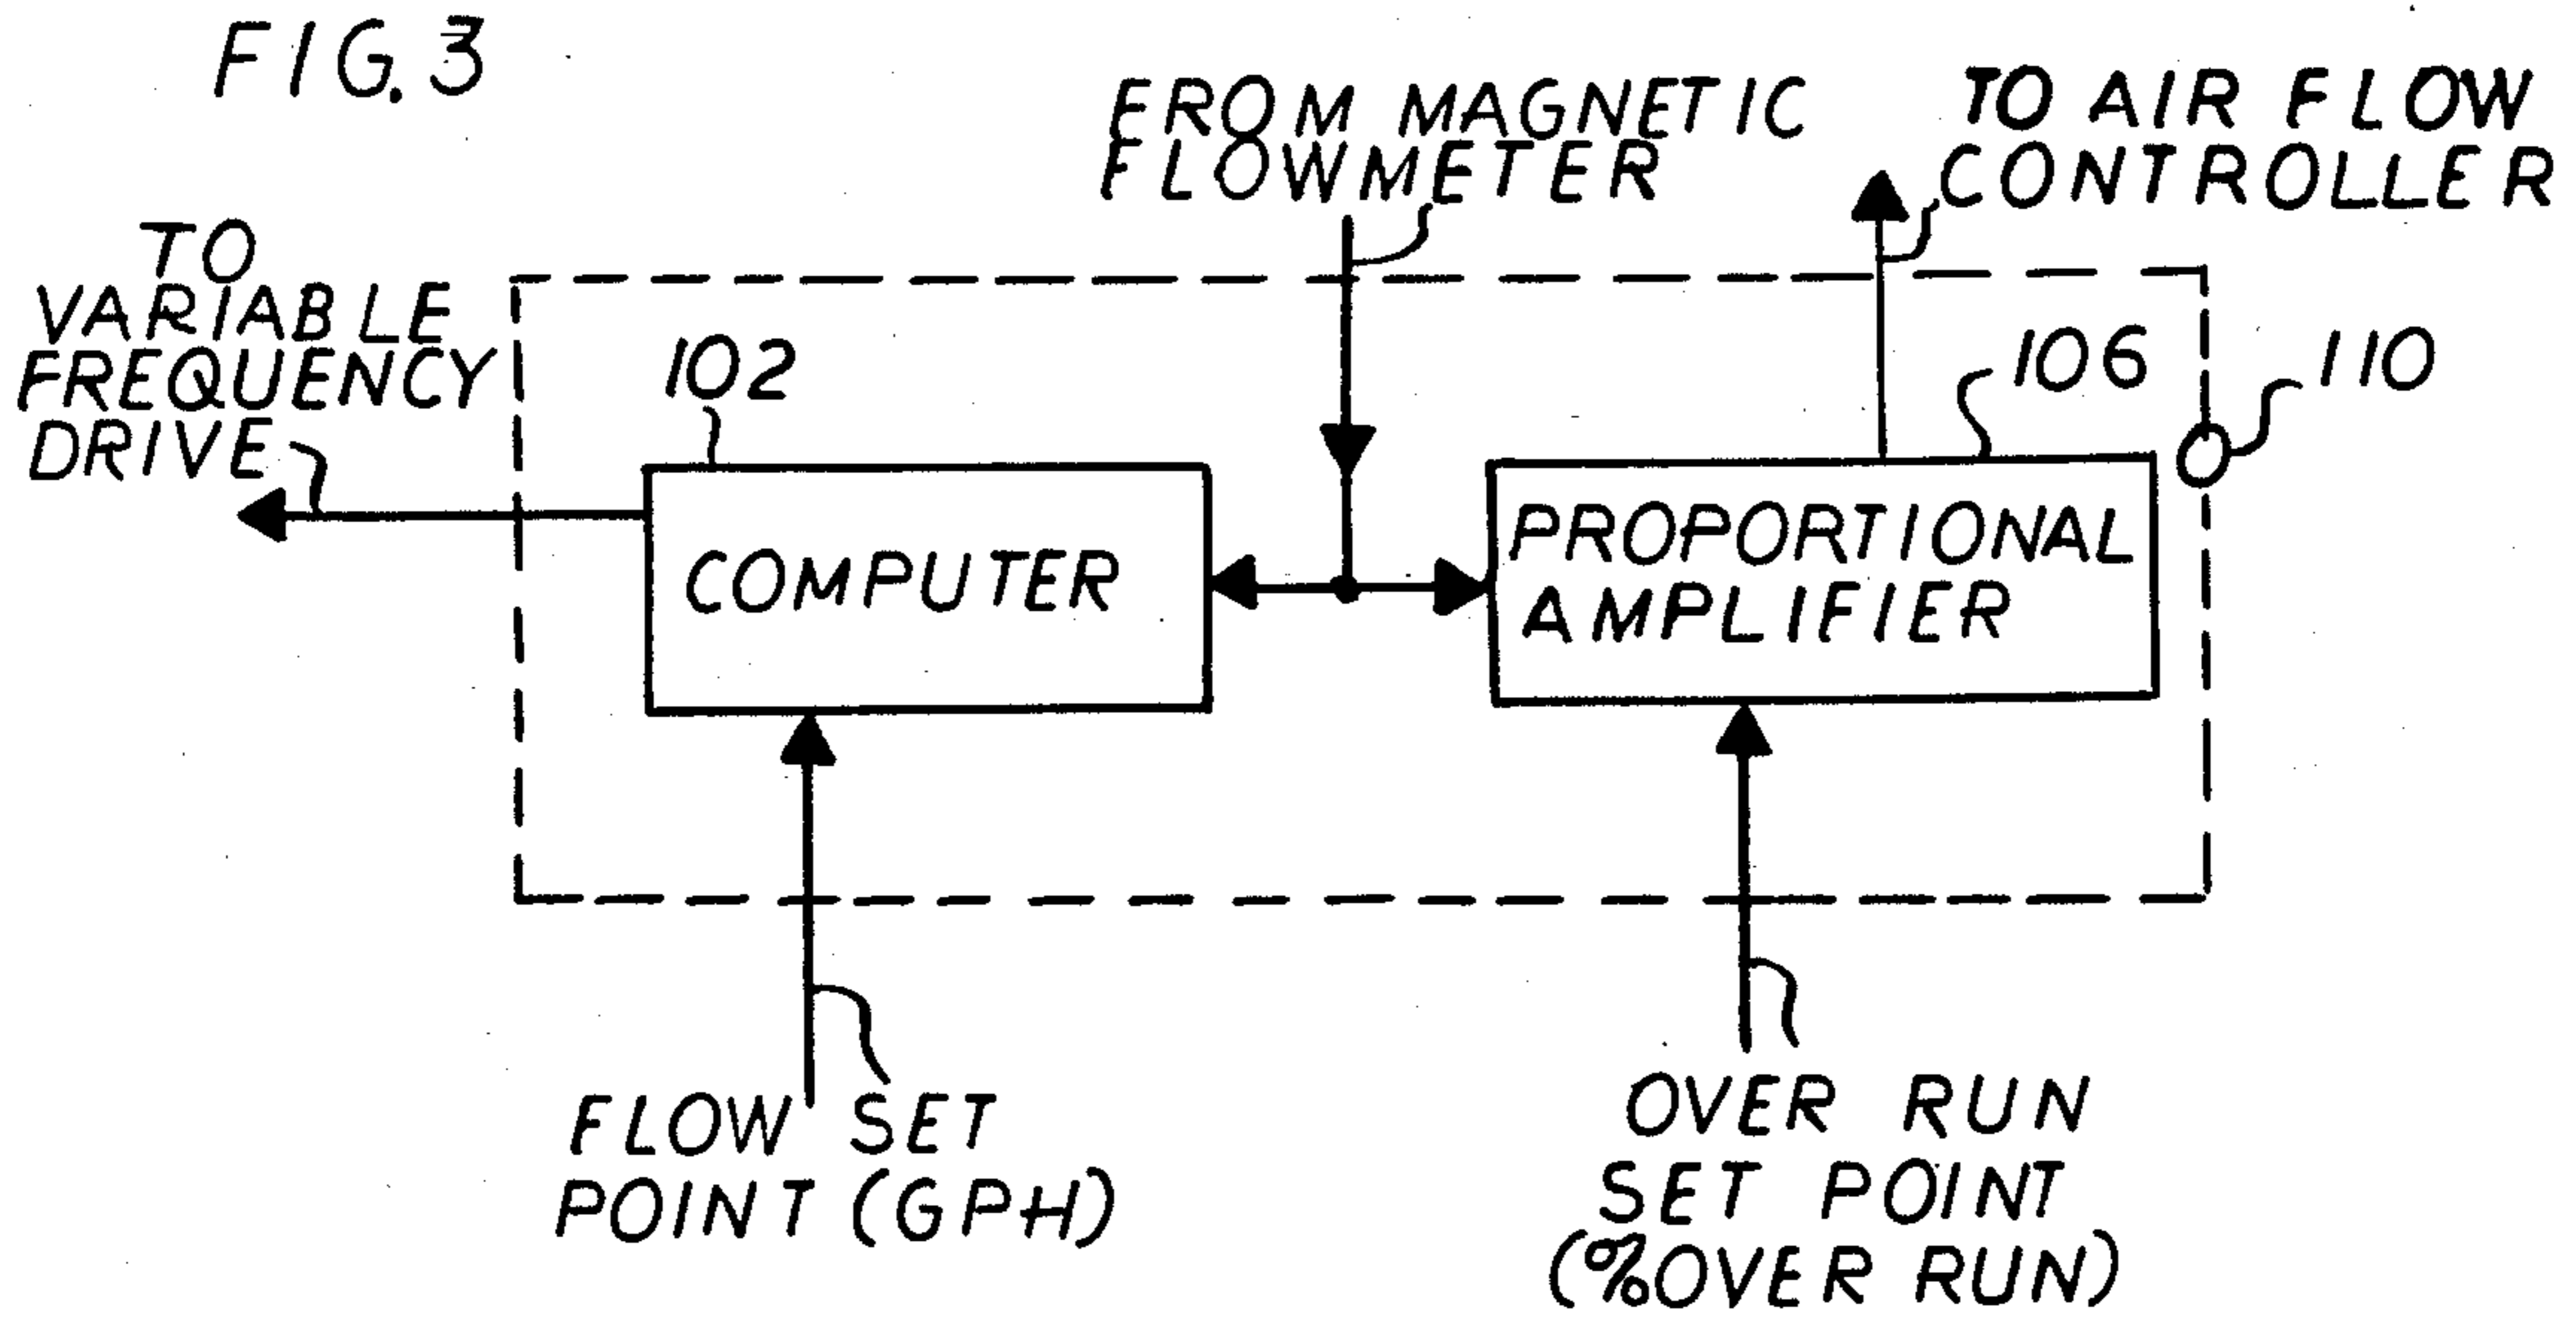 FIG. 3
FROM MAGNETIC
FLOWMETER
TO AIR FLOW
CONTROLLER
TO
VARIABLE
FREQUENCY
DRIVE
102
106
110
COMPUTER
PROPORTIONAL
AMPLIFIER
FLOW SET
POINT (GPH)
OVER RUN
SET POINT
(%OVER RUN)